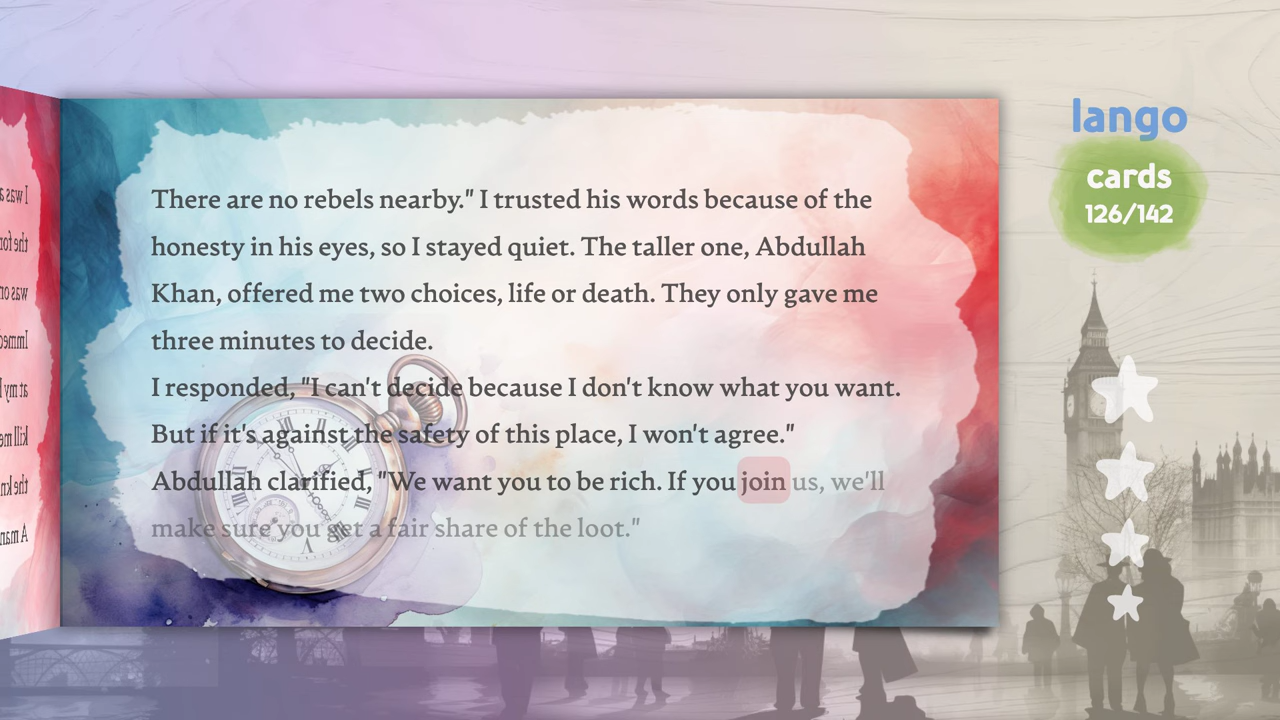 There are no rebels nearby." I trusted his words because of the
honesty in his eyes, so I stayed quiet. The taller one, Abdullah
Khan, offered me two choices, life or death. They only gave me
three minutes to decide.
I responded, "I can't decide because I don't know what you want.
But if it's against the safety of this place, I won't agree."
Abdullah clarified, "We want you to be rich. If you join us, we'll
make sure you get a fair share of the loot."
lango
cards
126/142